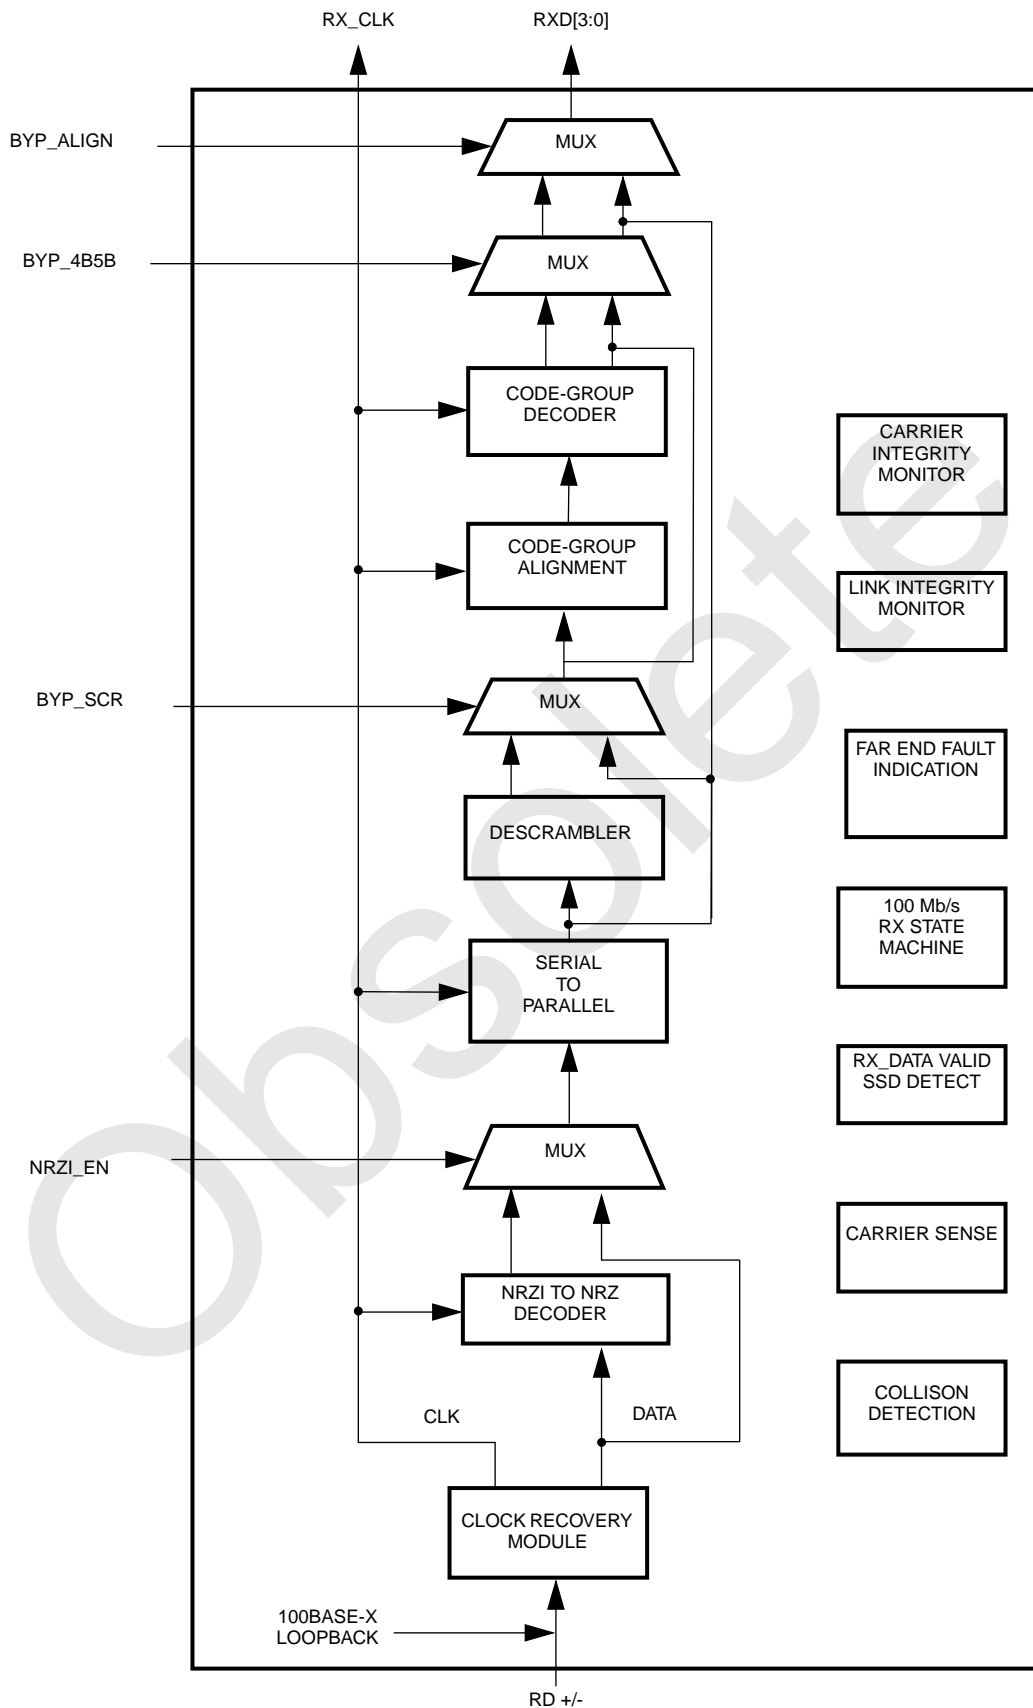 RX_CLK
RXD[3:0]
BYP_ALIGN
MUX
BYP_4B5B
MUX
CODE-GROUP
DECODER
CARRIER
INTEGRITY
MONITOR
CODE-GROUP
ALIGNMENT
LINK INTEGRITY
MONITOR
BYP_SCR
MUX
FAR END FAULT
INDICATION
DESCRAMBLER
100 Mb/s
RX STATE
MACHINE
SERIAL
TO
PARALLEL
RX_DATA VALID
SSD DETECT
NRZI_EN
MUX
CARRIER SENSE
NRZI TO NRZ
DECODER
COLLISON
DETECTION
CLK
DATA
CLOCK RECOVERY
MODULE
100BASE-X
LOOPBACK
RD +/-
Obsolete